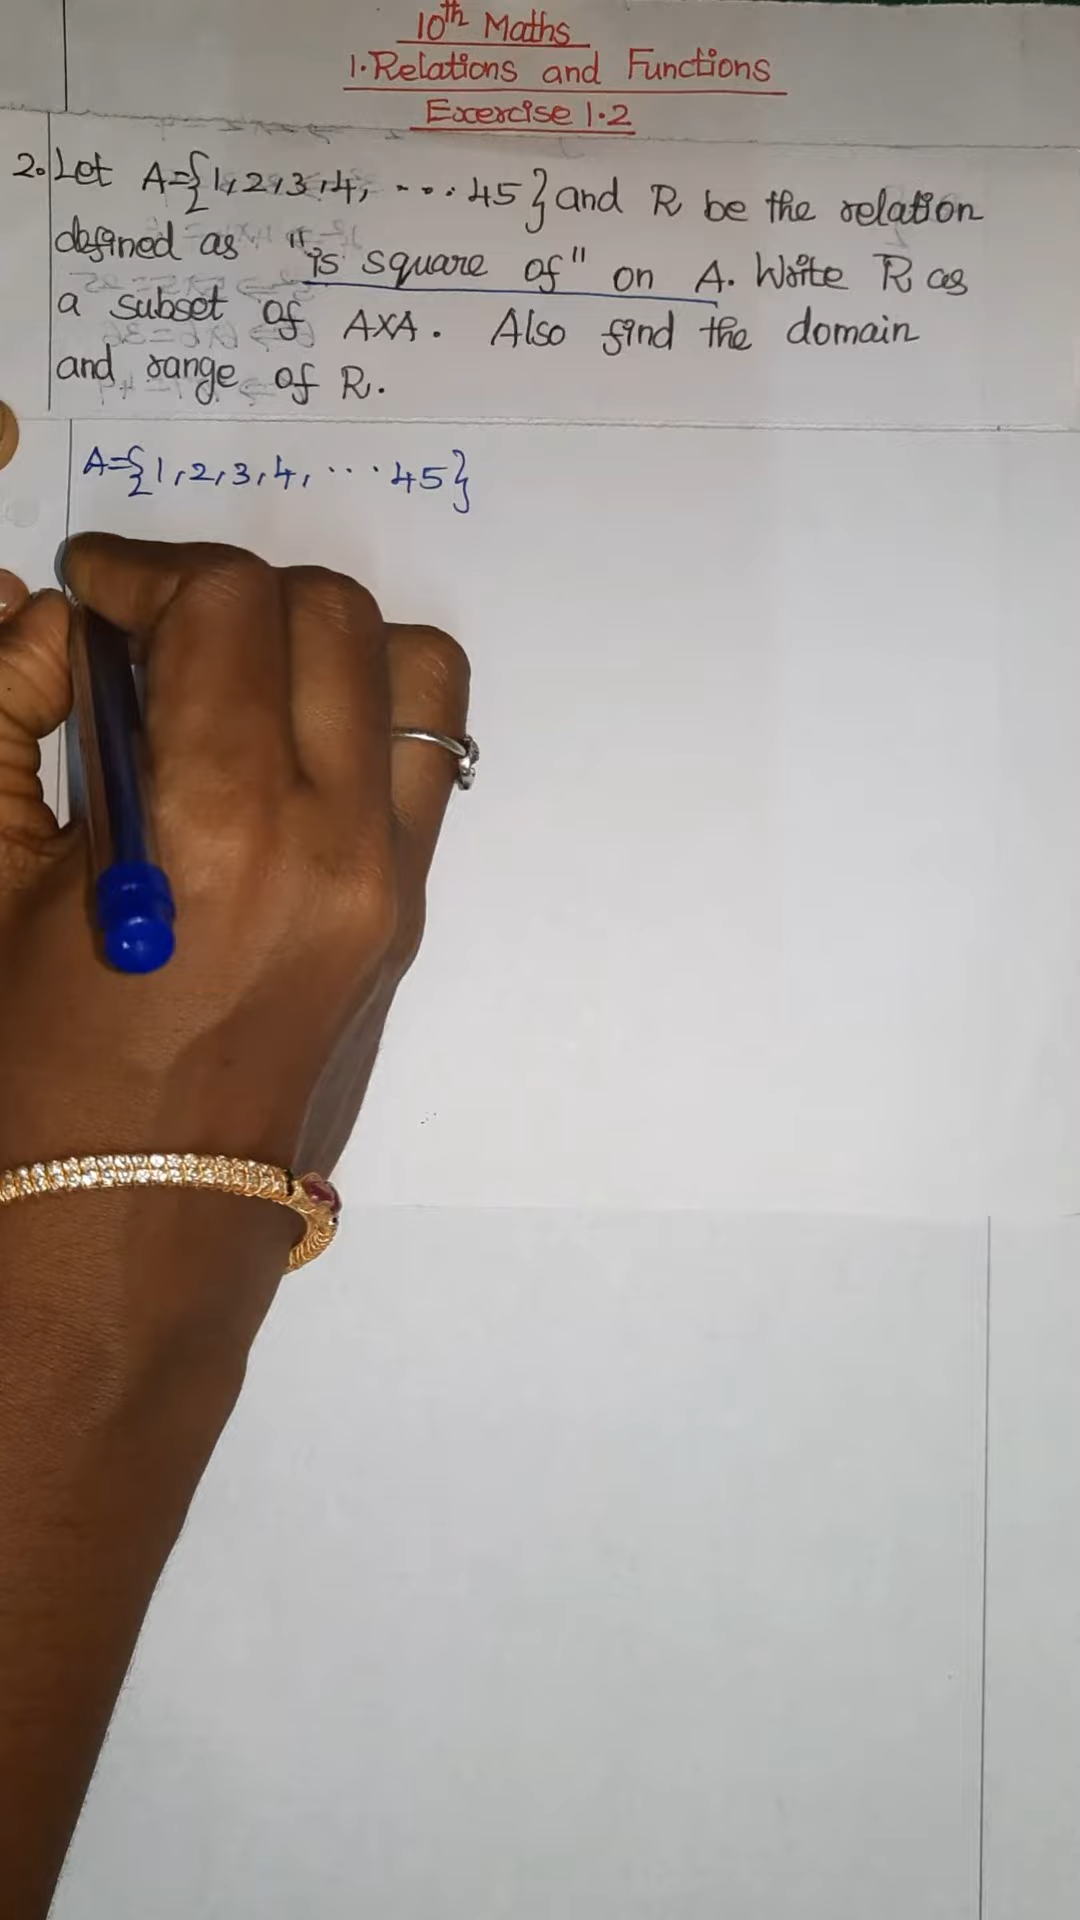 10th Maths
1. Relations and Functions
Exercise 1.2
2. Let A={1,2,3,4, .... 45} and R be the relation
defined as "is square of" on A. Write R as
a subset of A×A. Also find the domain
and range of R.
A={1,2,3,4, ... 45}